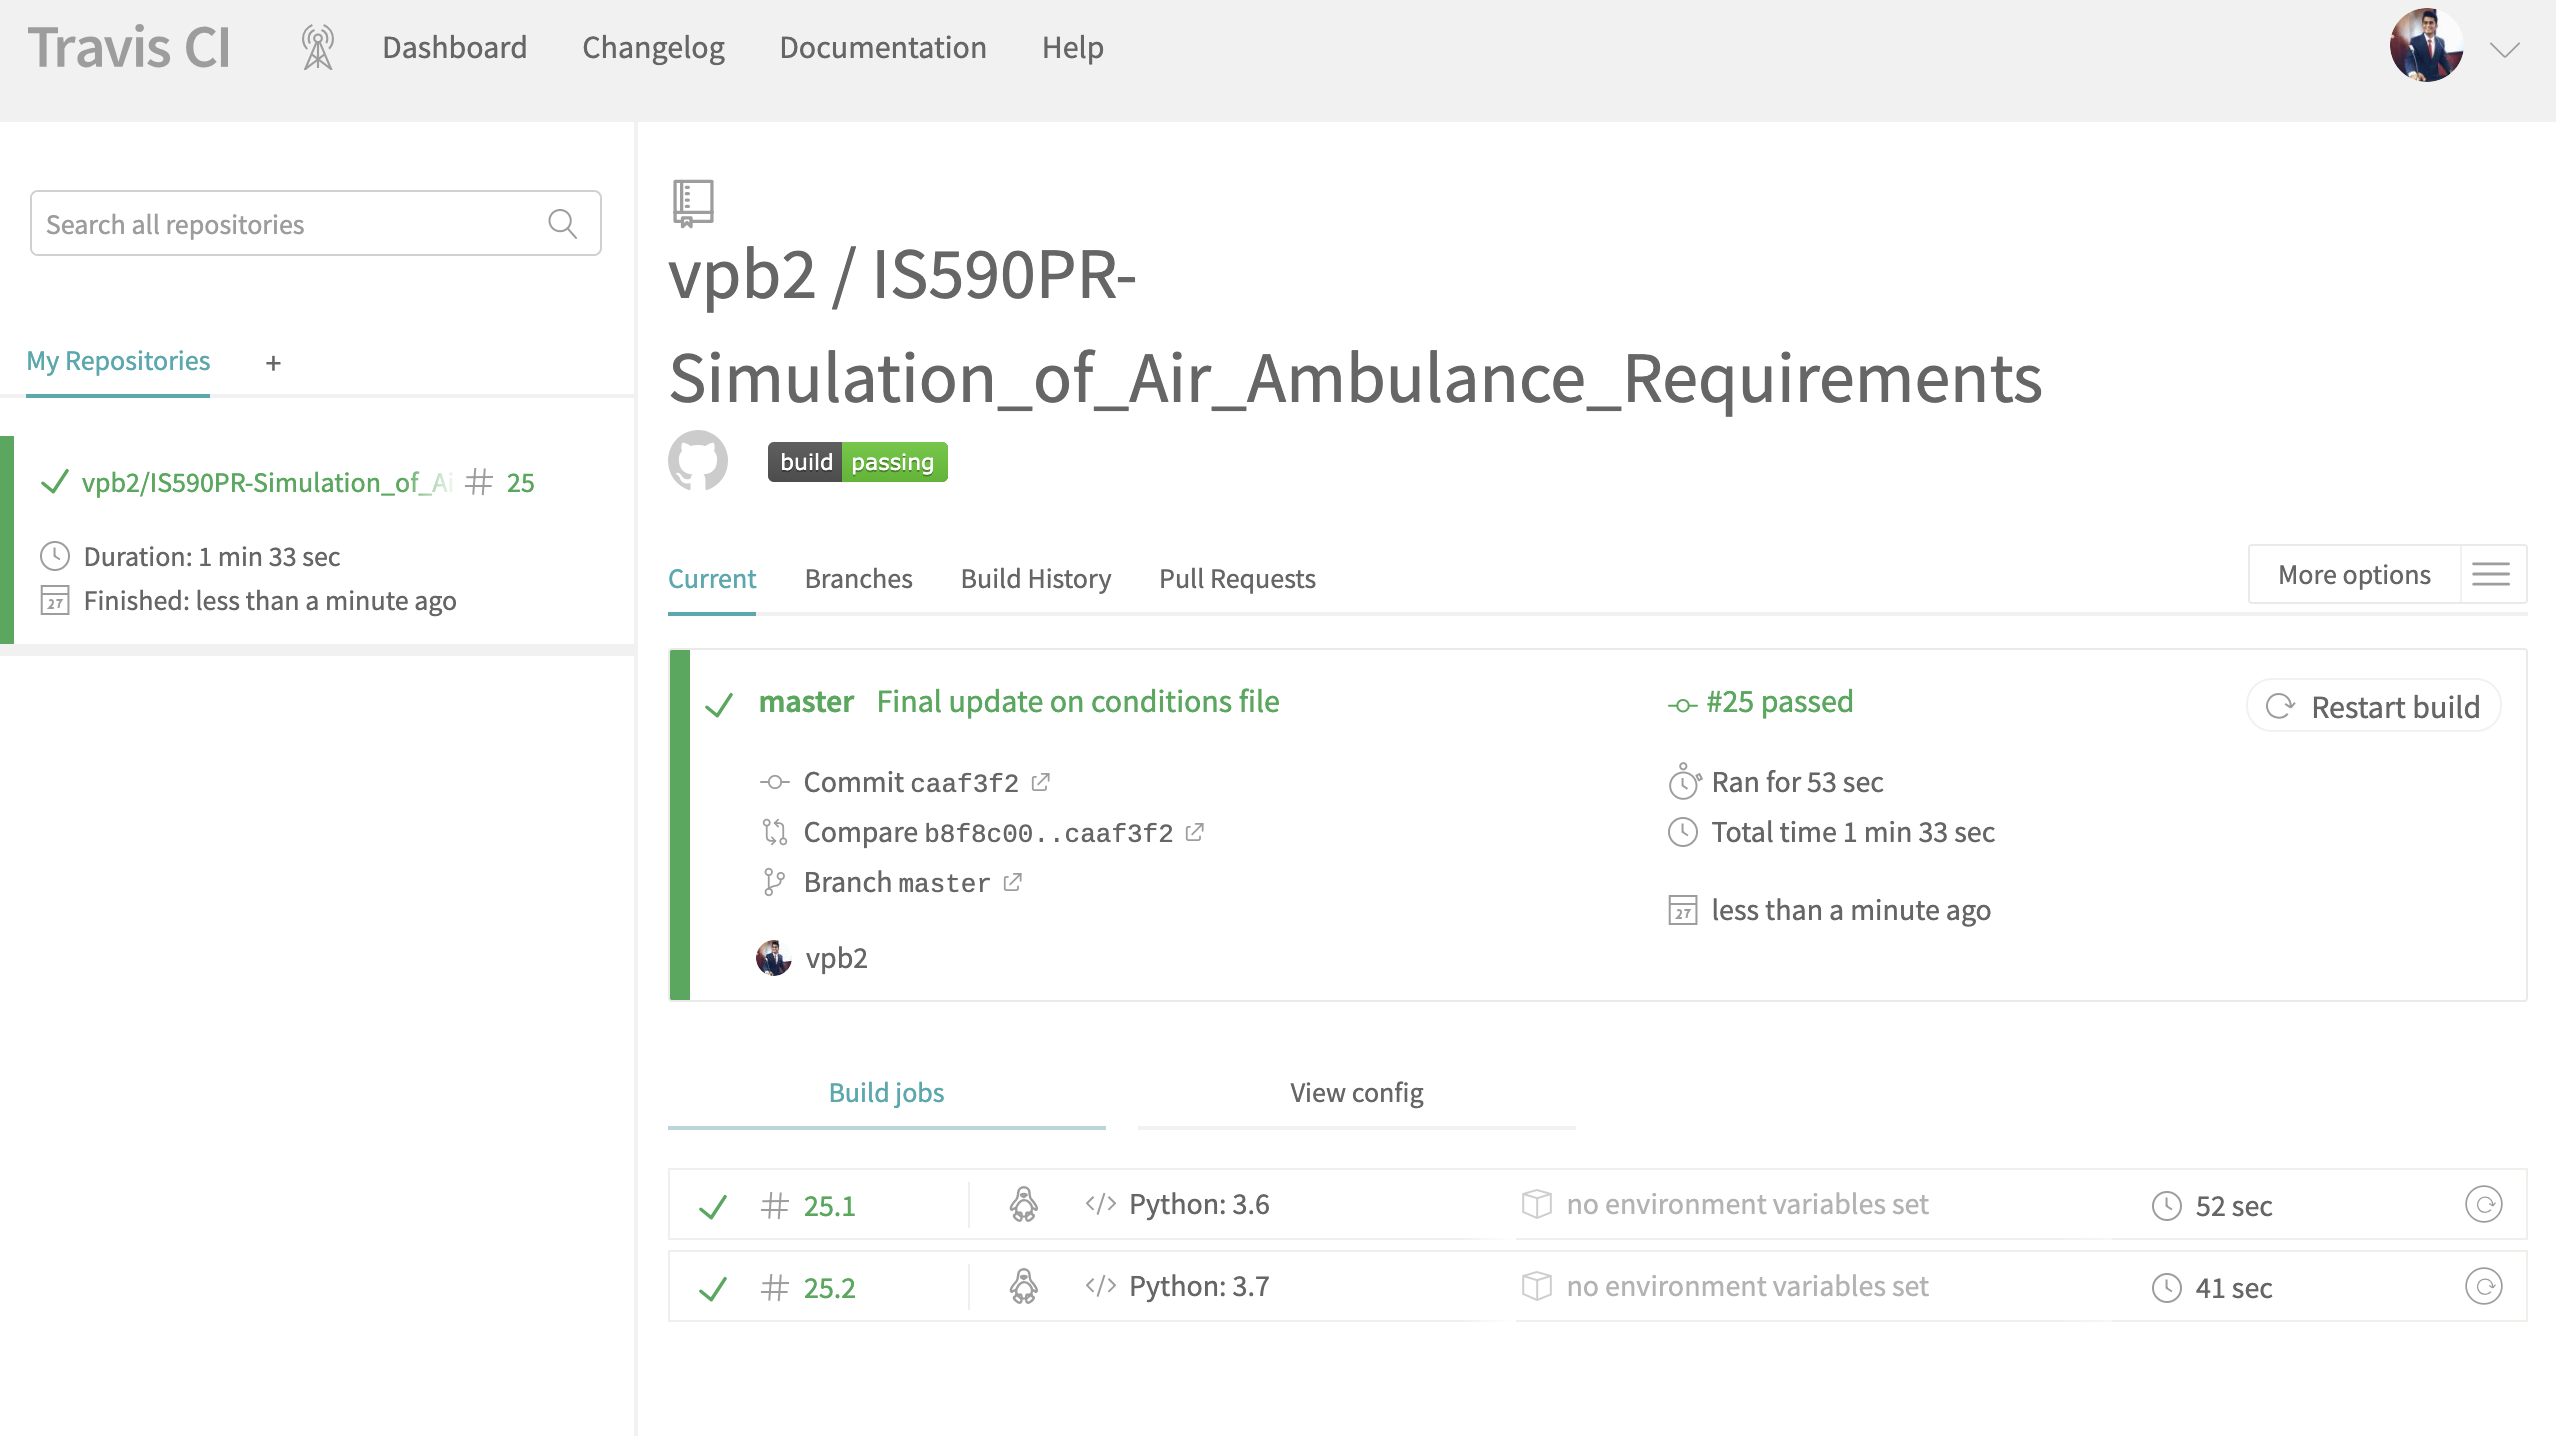 Travis CI
Dashboard
Changelog
Documentation
Help
Search all repositories
My Repositories
+
vpb2/IS590PR-Simulation_of_Ai # 25
Duration: 1 min 33 sec
27 Finished: less than a minute ago
vpb2 / IS590PR-
Simulation_of_Air_Ambulance_Requirements
build passing
Current
Branches
Build History
Pull Requests
More options
master Final update on conditions file
Commit caaf3f2
Compare b8f8c00..caaf3f2
Branch master
vpb2
#25 passed
Ran for 53 sec
Total time 1 min 33 sec
27 less than a minute ago
Restart build
Build jobs
View config
# 25.1 </> Python: 3.6 no environment variables set 52 sec
# 25.2 </> Python: 3.7 no environment variables set 41 sec